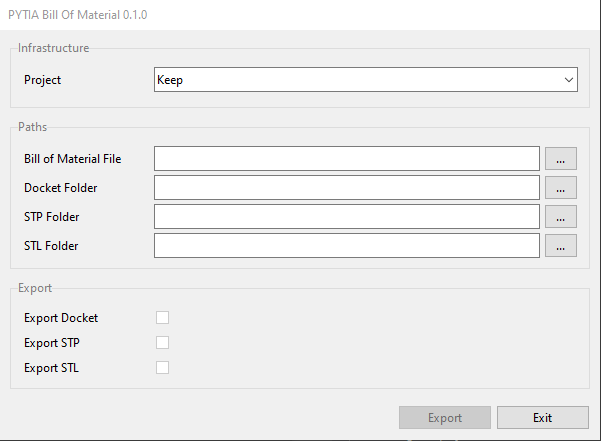 PYTIA Bill Of Material 0.1.0
Infrastructure
Project Keep
Paths
Bill of Material File ...
Docket Folder ...
STP Folder ...
STL Folder ...
Export
Export Docket
Export STP
Export STL
Export Exit